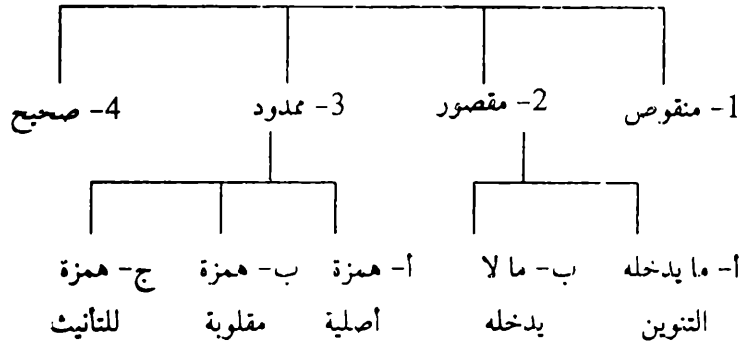 1- منقوص 2- مقصور 3- ممدود 4- صحيح
أ- ما يدخله ب- ما لا أ- همزة ب- همزة ج- همزة
التنوين يدخله أصلية مقلوبة للتأنيث